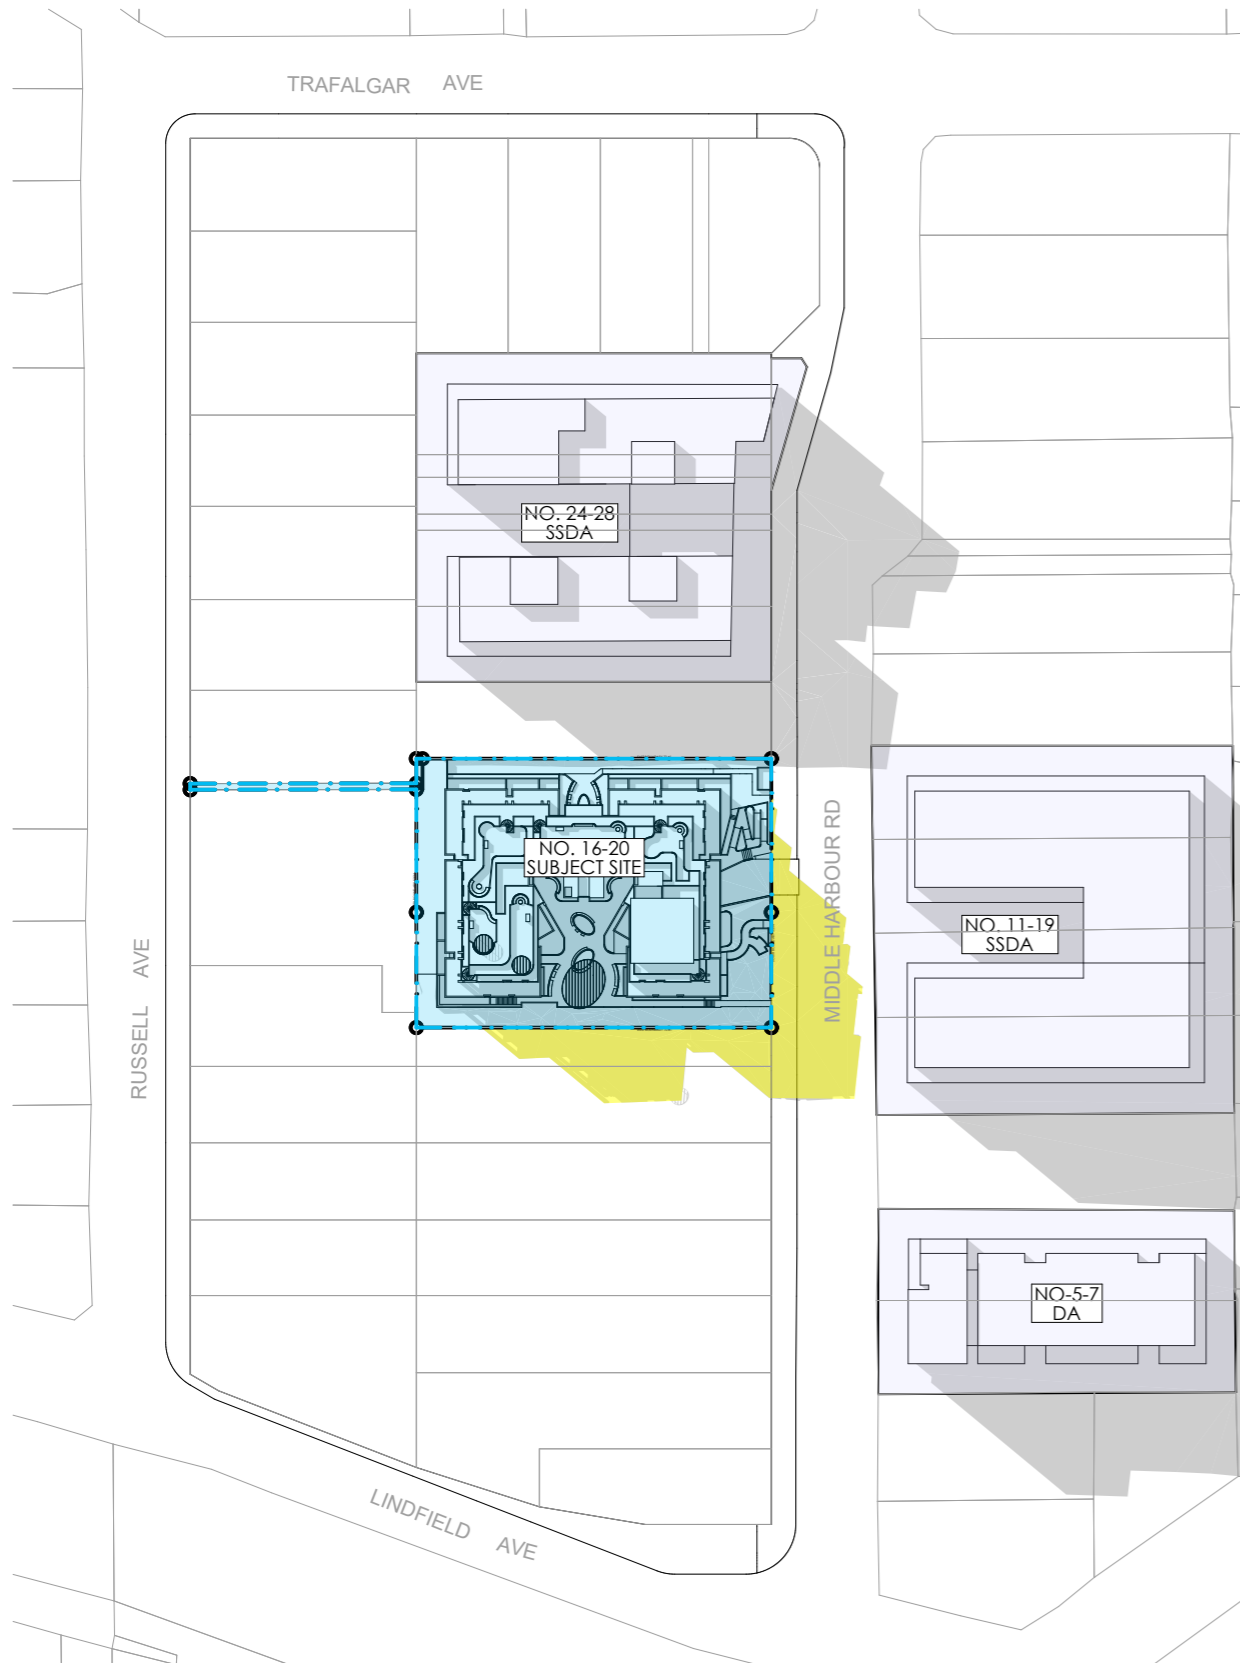 TRAFALGAR AVE
NO. 24-28
SSDA
NO. 16-20
SUBJECT SITE
MIDDLE HARBOUR RD
NO. 11-19
SSDA
RUSSELL AVE
NO-5-7
DA
LINDFIELD AVE